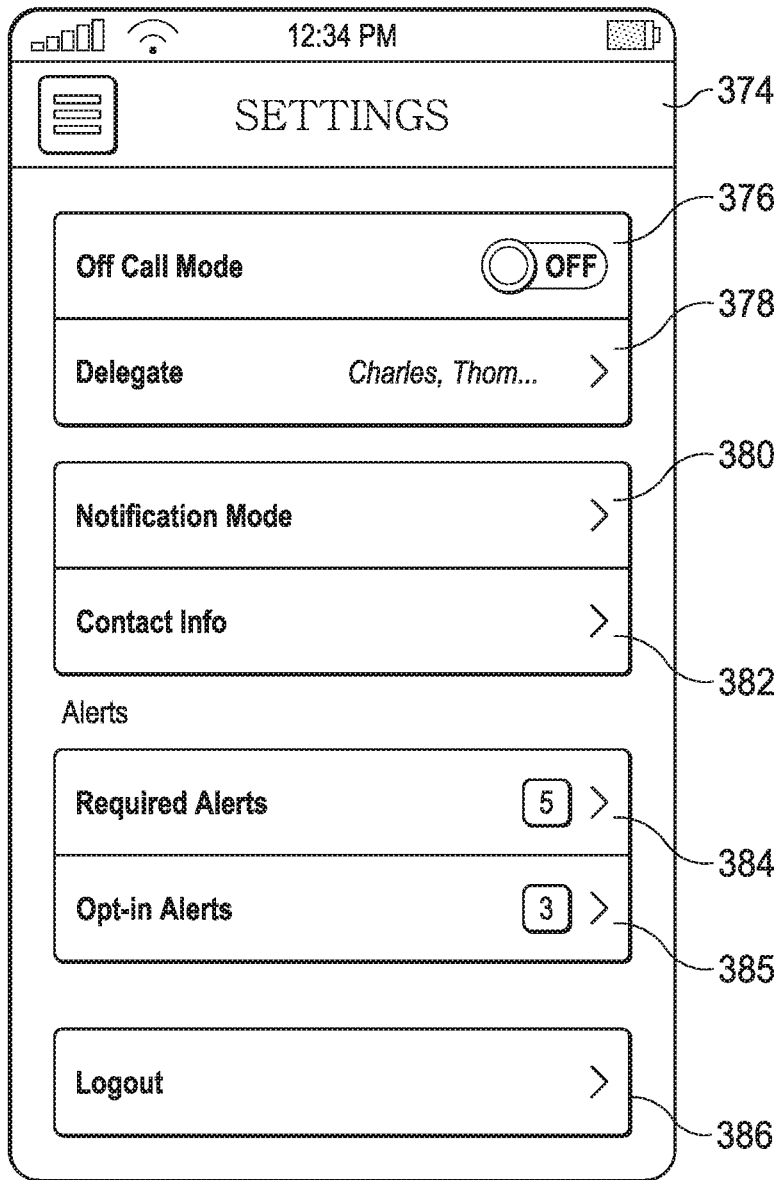 12:34 PM
SETTINGS
374
376
Off Call Mode OFF
378
Delegate Charles, Thom...
380
Notification Mode
Contact Info
382
Alerts
Required Alerts 5
384
Opt-in Alerts 3
385
Logout
386